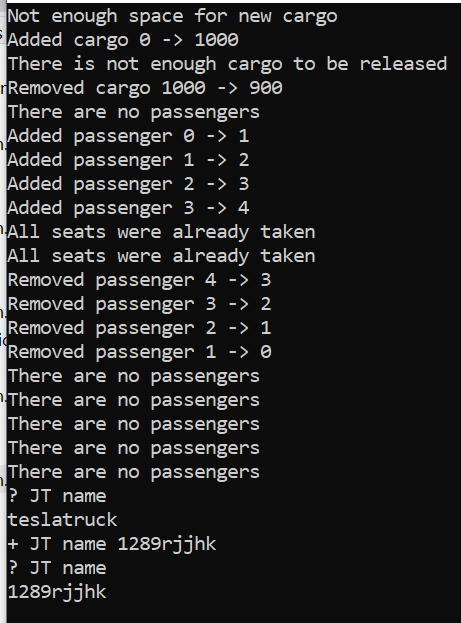 Not enough space for new cargo
Added cargo 0 -> 1000
There is not enough cargo to be released
Removed cargo 1000 -> 900
There are no passengers
Added passenger 0 -> 1
Added passenger 1 -> 2
Added passenger 2 -> 3
Added passenger 3 -> 4
All seats were already taken
All seats were already taken
Removed passenger 4 -> 3
Removed passenger 3 -> 2
Removed passenger 2 -> 1
Removed passenger 1 -> 0
There are no passengers
There are no passengers
There are no passengers
There are no passengers
There are no passengers
? JT name
teslatruck
+ JT name 1289rjjhk
? JT name
1289rjjhk